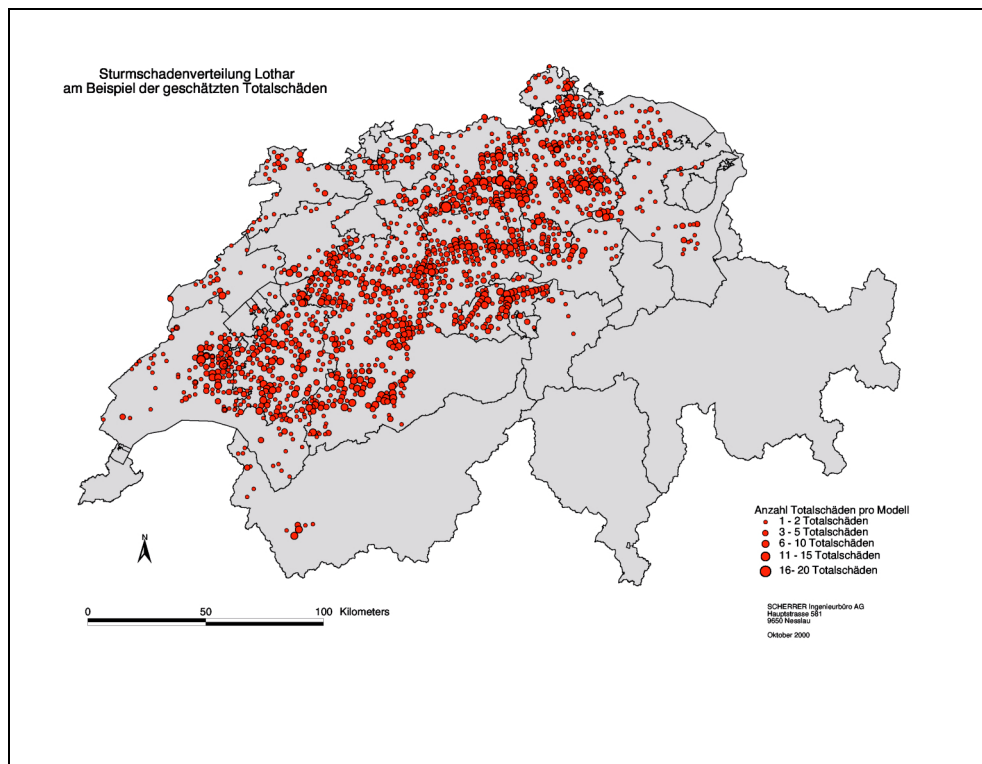 Sturmschadenverteilung Lothar
am Beispiel der geschätzten Totalschäden
N
0 50 100 Kilometers
Anzahl Totalschäden pro Modell
1 - 2 Totalschäden
3 - 5 Totalschäden
6 - 10 Totalschäden
11 - 15 Totalschäden
16- 20 Totalschäden
SCHERRER Ingenieurbüro AG
Hauptstrasse 581
9650 Nesslau
Oktober 2000